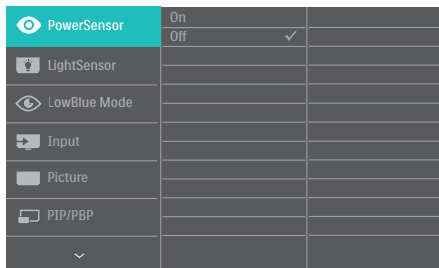 PowerSensor
On
Off
LightSensor
LowBlue Mode
Input
Picture
PIP/PBP